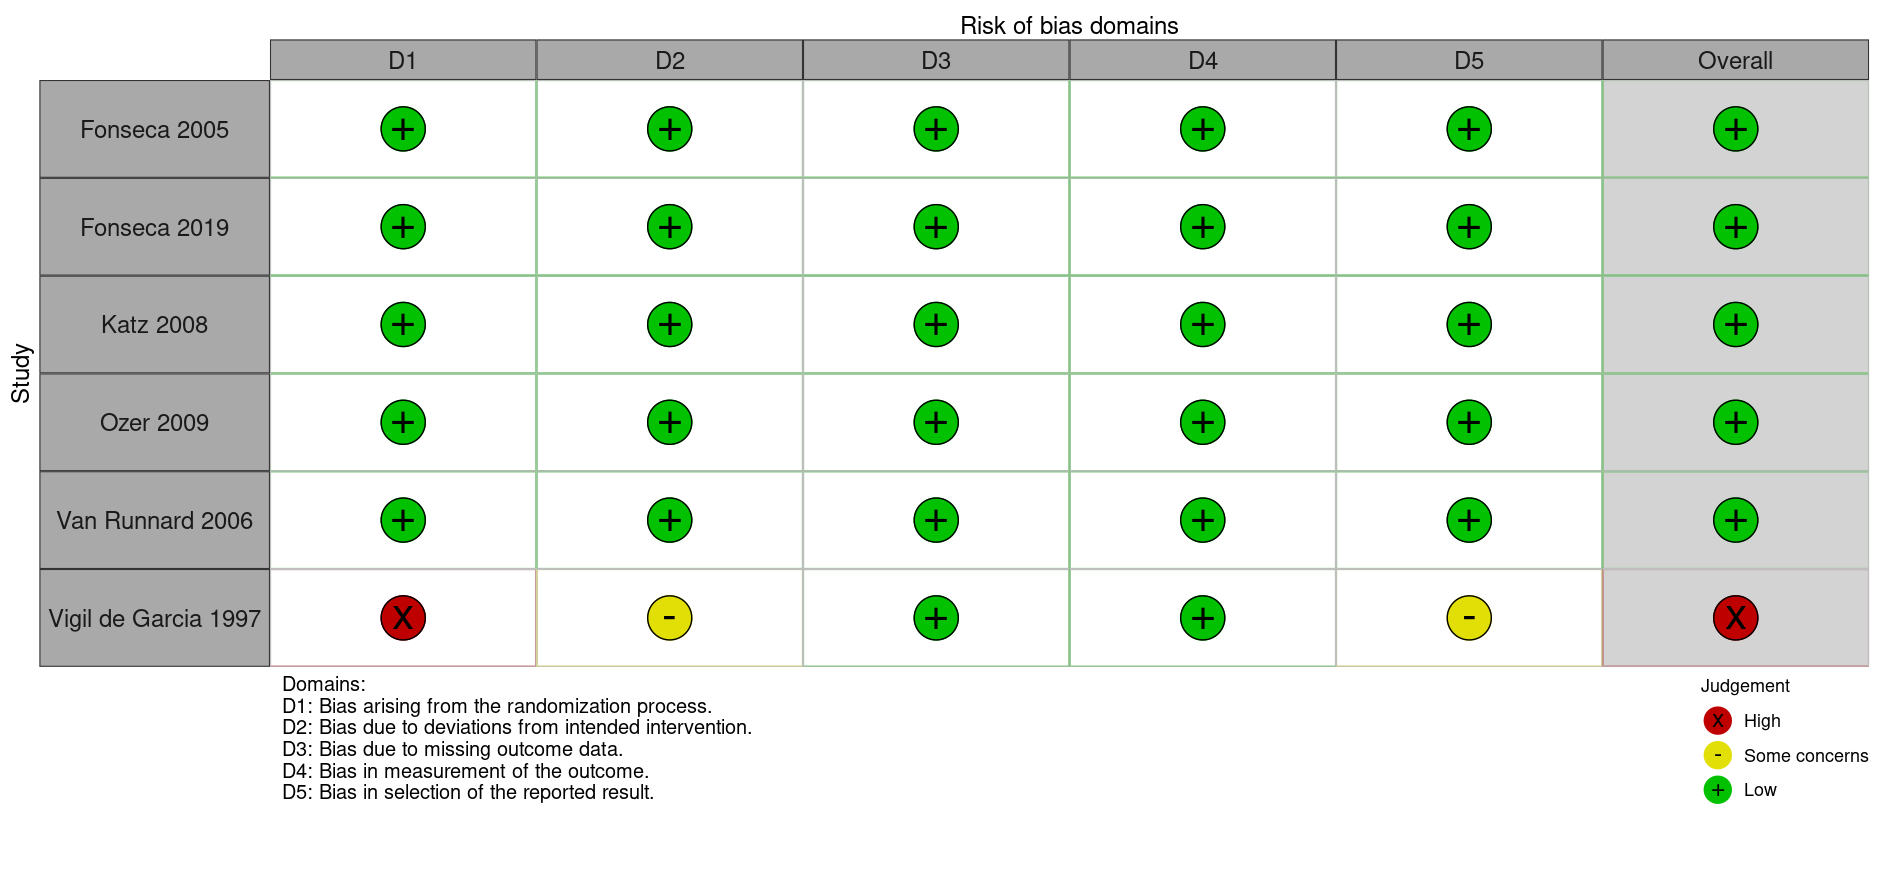 Risk of bias domains
D1 D2 D3 D4 D5 Overall
Study
Fonseca 2005 + + + + + +
Fonseca 2019 + + + + + +
Katz 2008 + + + + + +
Ozer 2009 + + + + + +
Van Runnard 2006 + + + + + +
Vigil de Garcia 1997 X - + + - X
Domains:
D1: Bias arising from the randomization process.
D2: Bias due to deviations from intended intervention.
D3: Bias due to missing outcome data.
D4: Bias in measurement of the outcome.
D5: Bias in selection of the reported result.
Judgement
X High
- Some concerns
+ Low